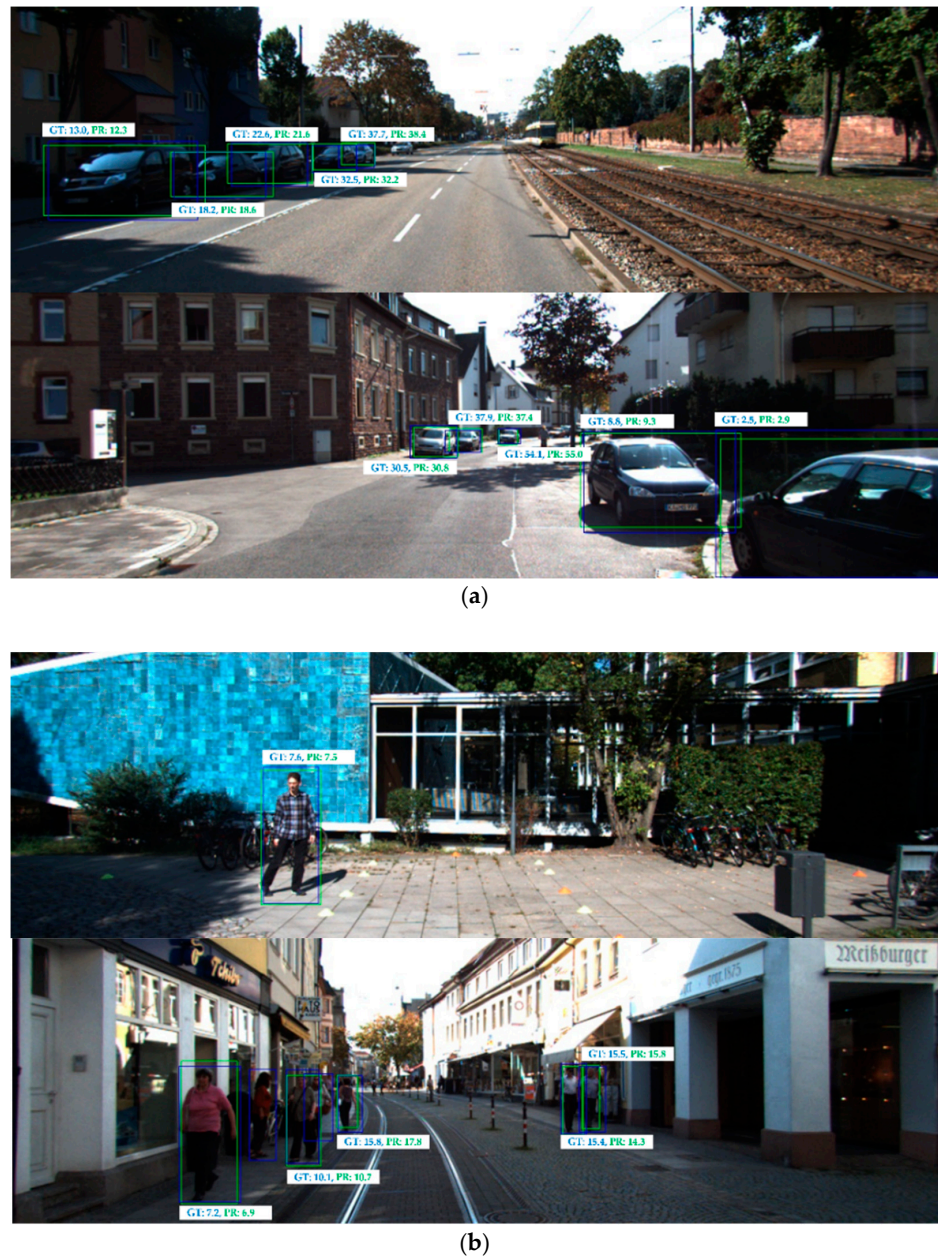 GT: 13.0, PR: 12.3
GT: 22.6, PR: 21.6
GT: 37.7, PR: 38.4
GT: 32.5, PR: 32.2
GT: 18.2, PR: 18.6
GT: 37.9, PR: 37.4
GT: 8.8, PR: 9.3
GT: 2.8, PR: 2.9
GT: 30.5, PR: 30.8
GT: 54.1, PR: 55.0
(a)
GT: 7.6, PR: 7.5
Tchibo
Meißburger
1875
FOTO
HAUS
GT: 15.5, PR: 15.8
GT: 15.8, PR: 17.8
GT: 15.4, PR: 14.3
GT: 10.1, PR: 10.7
GT: 7.2, PR: 6.9
(b)